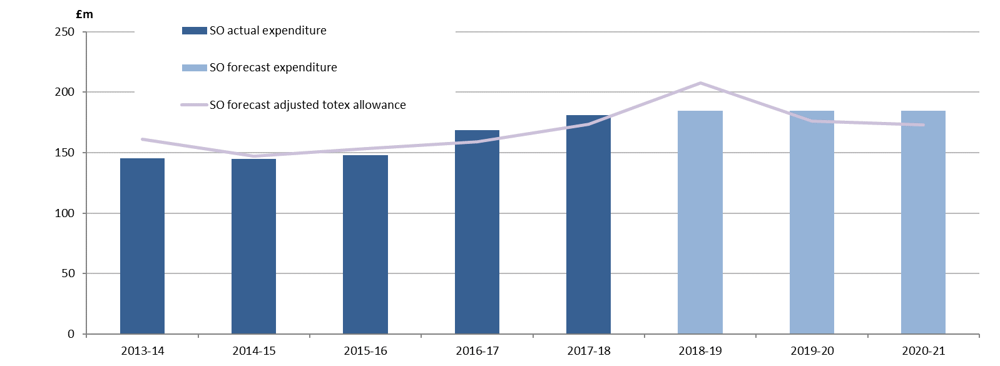 £m
250
200
150
100
50
0
SO actual expenditure
SO forecast expenditure
SO forecast adjusted totex allowance
2013-14 2014-15 2015-16 2016-17 2017-18 2018-19 2019-20 2020-21